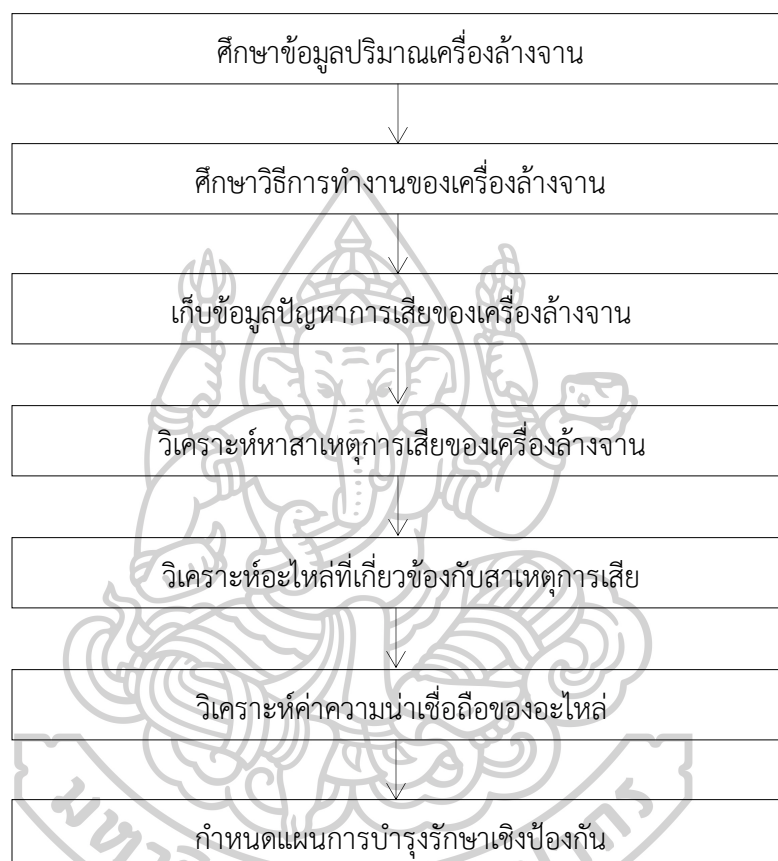 ศึกษาข้อมูลปริมาณเครื่องล้างจาน
ศึกษาวิธีการทำงานของเครื่องล้างจาน
เก็บข้อมูลปัญหาการเสียของเครื่องล้างจาน
วิเคราะห์หาสาเหตุการเสียของเครื่องล้างจาน
วิเคราะห์อะไหล่ที่เกี่ยวข้องกับสาเหตุการเสีย
วิเคราะห์ค่าความน่าเชื่อถือของอะไหล่
กำหนดแผนการบำรุงรักษาเชิงป้องกัน